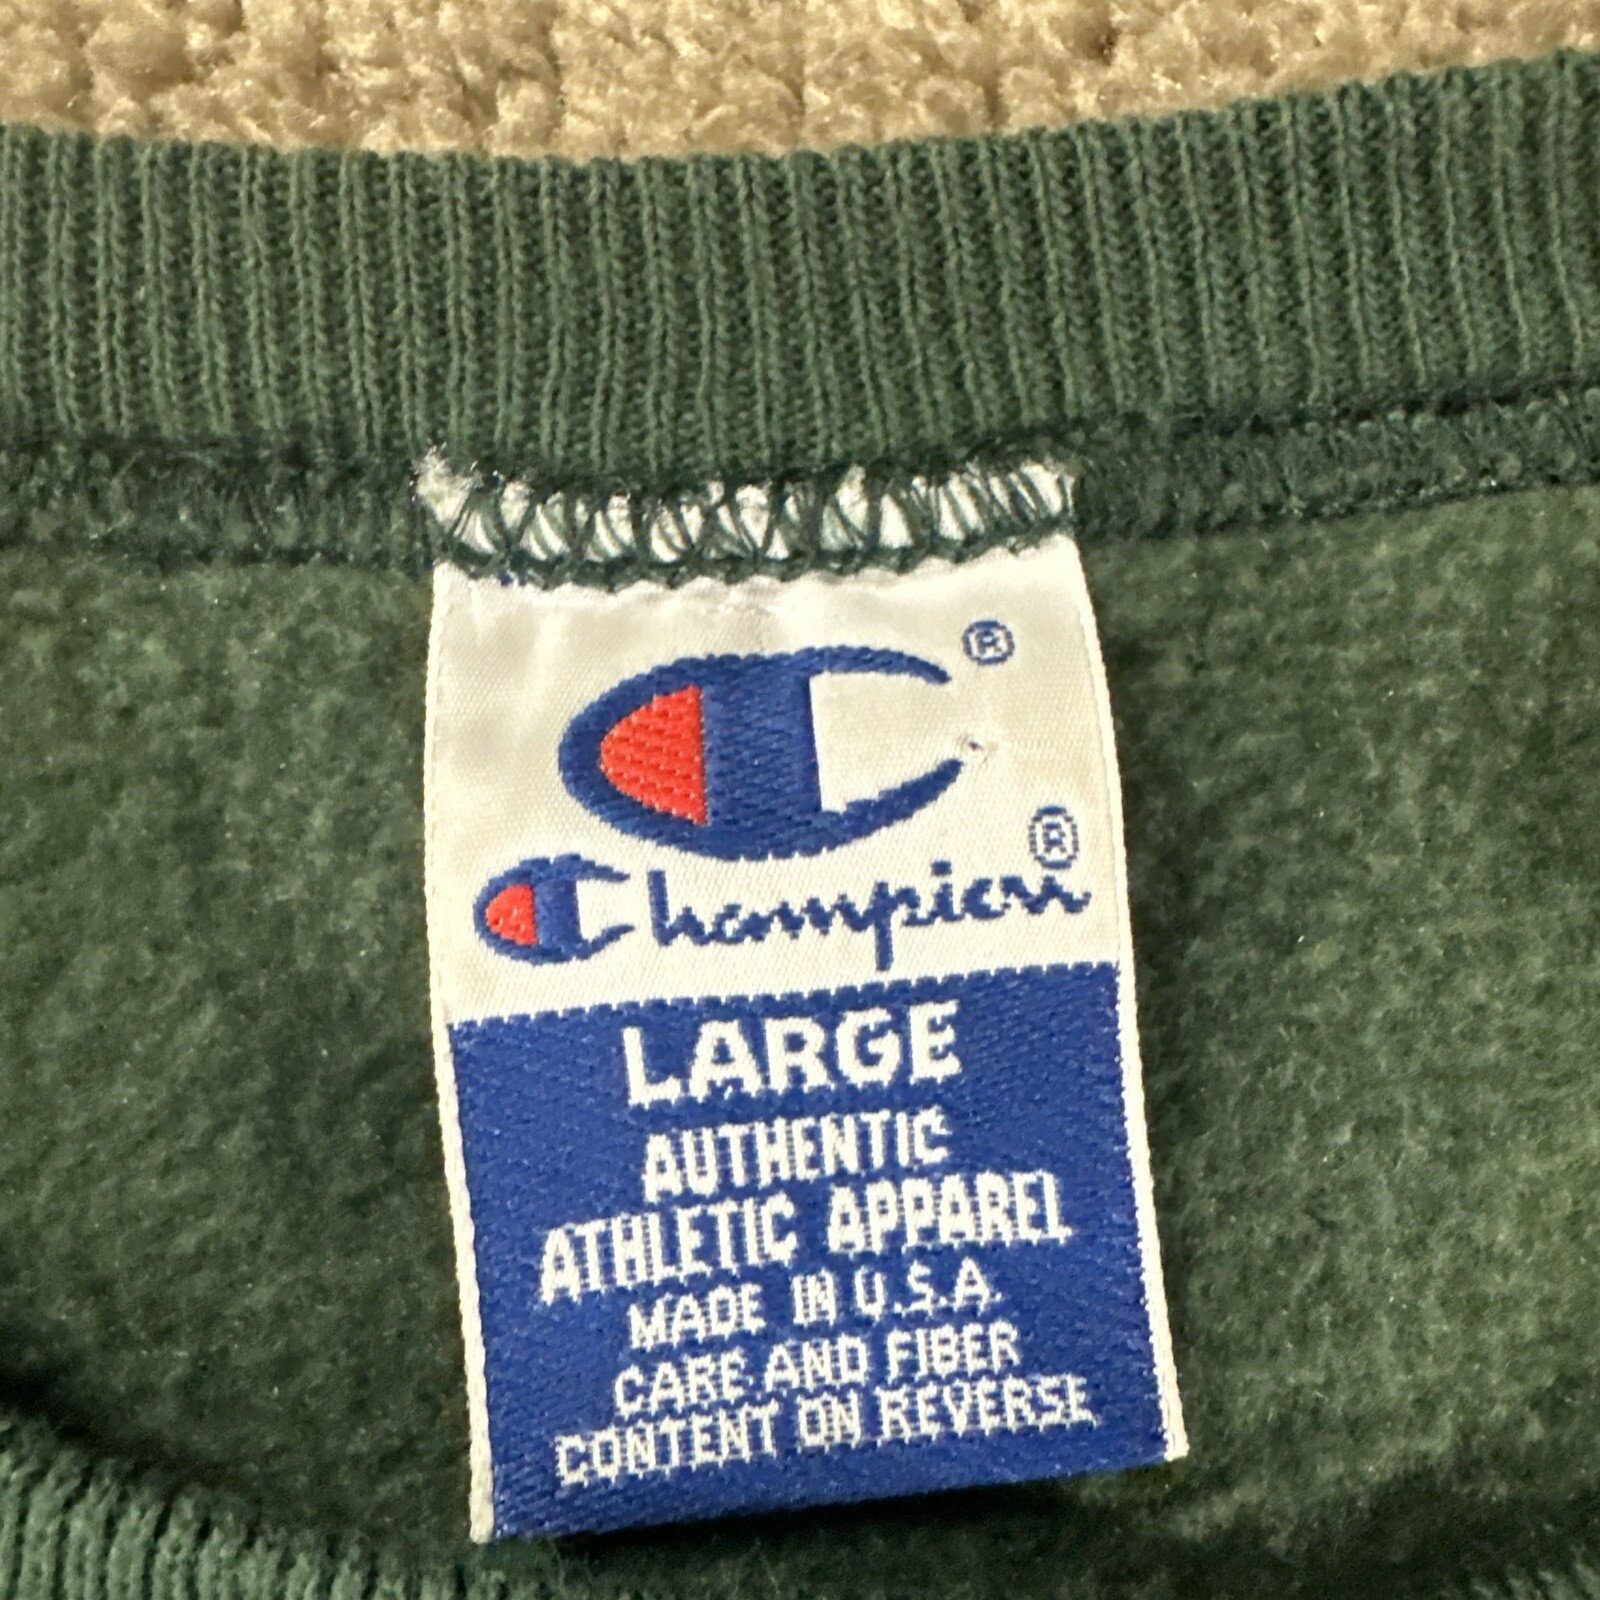 C®
Champion®
LARGE
AUTHENTIC
ATHLETIC APPAREL
MADE IN U.S.A.
CARE AND FIBER
CONTENT ON REVERSE